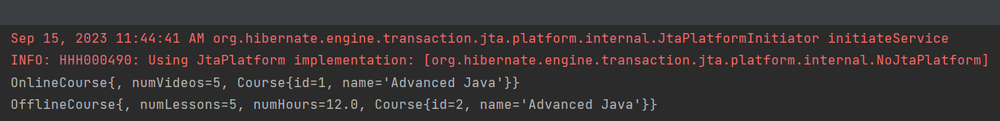 Sep 15, 2023 11:44:41 AM org.hibernate.engine.transaction.jta.platform.internal.JtaPlatformInitiator initiateService
INFO: HHH000490: Using JtaPlatform implementation: [org.hibernate.engine.transaction.jta.platform.internal.NoJtaPlatform]
OnlineCourse{, numVideos=5, Course{id=1, name='Advanced Java'}}
OfflineCourse{, numLessons=5, numHours=12.0, Course{id=2, name='Advanced Java'}}